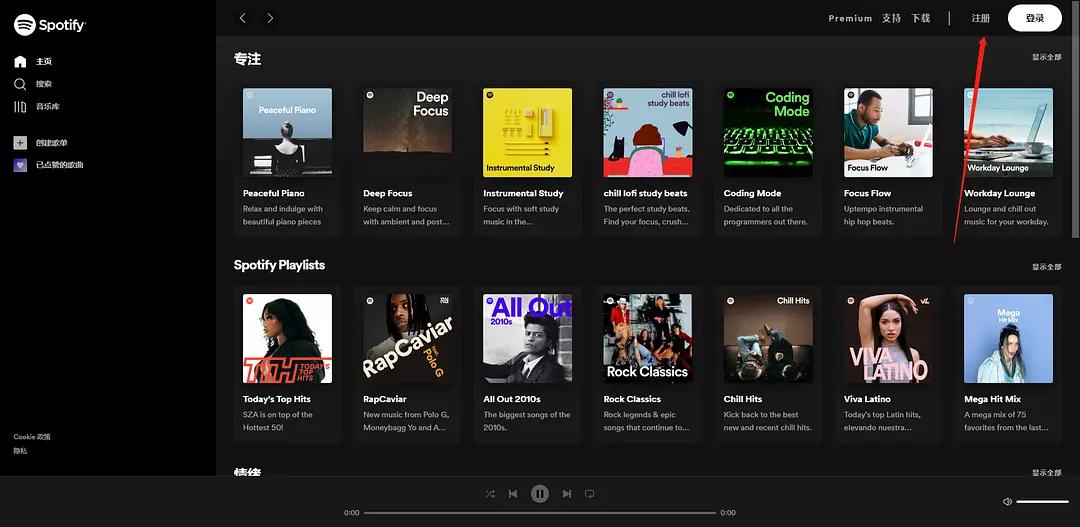 Spotify
主页
搜索
音乐库
创建歌单
已点赞的歌曲
Cookie 政策
隐私
Premium 支持 下载 注册 登录
专注
显示全部
Peaceful Piano
Deep
Focus
Instrumental Study
chill lofi
study beats
Coding
Mode
Focus Flow
Workday Lounge
Peaceful Piano
Relax and indulge with
beautiful piano pieces
Deep Focus
Keep calm and focus
with ambient and post...
Instrumental Study
Focus with soft study
music in the...
chill lofi study beats
The perfect study beats.
Find your focus, crush...
Coding Mode
Dedicated to all the
programmers out there.
Focus Flow
Uptempo instrumental
hip hop beats.
Workday Lounge
Lounge and chill out
music for your workday.
Spotify Playlists
显示全部
TTH TODAY'S
TOP
HITS
RapCaviar
feat.
Polo G
All Out
2010s
Rock Classics
Chill Hits
VIVA
LATINO
Mega
Hit Mix
Today's Top Hits
SZA is on top of the
Hottest 50!
RapCaviar
New music from Polo G,
Moneybagg Yo and A...
All Out 2010s
The biggest songs of the
2010s.
Rock Classics
Rock legends & epic
songs that continue to...
Chill Hits
Kick back to the best
new and recent chill hits.
Viva Latino
Today's top Latin hits,
elevando nuestra...
Mega Hit Mix
A mega mix of 75
favorites from the last...
情绪
显示全部
0:00
0:00